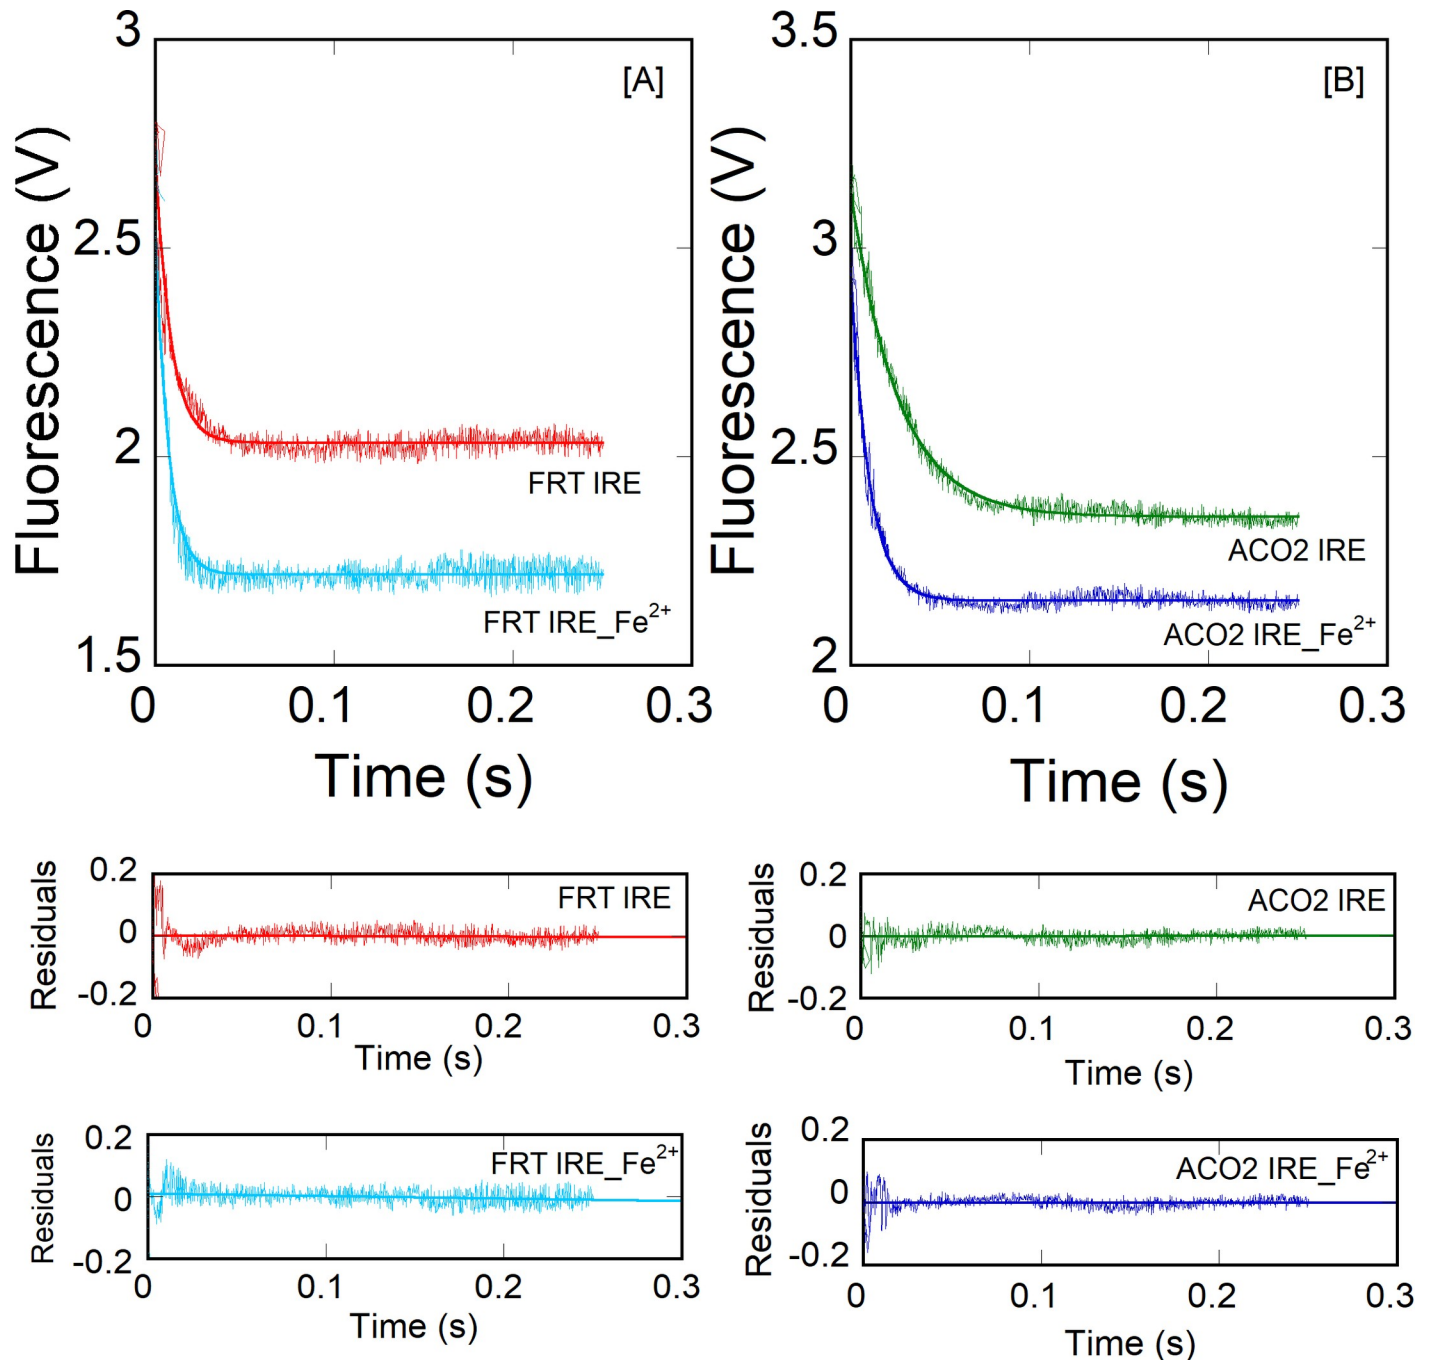 [A]
Fluorescence (V)
3
2.5
2
1.5
FRT IRE
FRT IRE_Fe²⁺
0 0.1 0.2 0.3
Time (s)
[B]
Fluorescence (V)
3.5
3
2.5
2
ACO2 IRE
ACO2 IRE_Fe²⁺
0 0.1 0.2 0.3
Time (s)
Residuals
0.2
0
-0.2
FRT IRE
0 0.1 0.2 0.3
Time (s)
Residuals
0.2
0
-0.2
ACO2 IRE
0 0.1 0.2 0.3
Time (s)
Residuals
0.2
0
-0.2
FRT IRE_Fe²⁺
0 0.1 0.2 0.3
Time (s)
Residuals
0.2
0
-0.2
ACO2 IRE_Fe²⁺
0 0.1 0.2 0.3
Time (s)